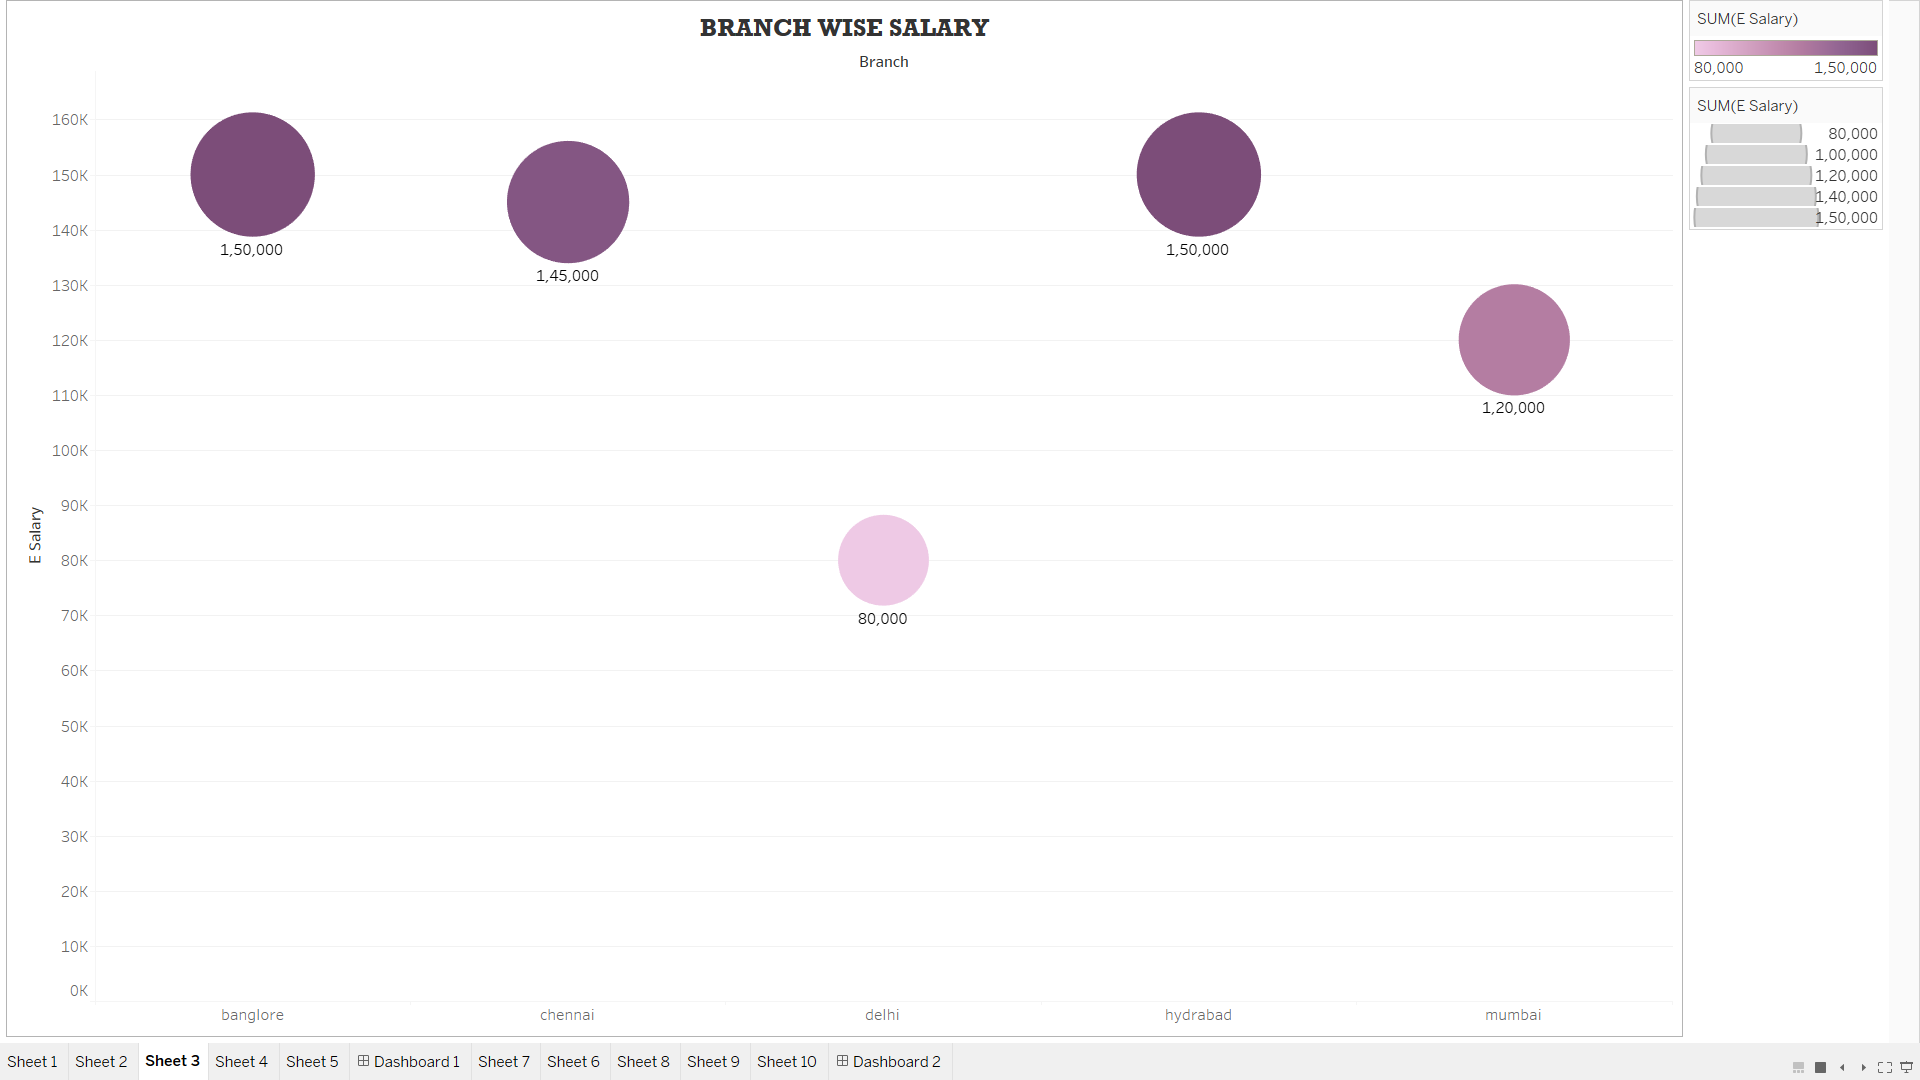 BRANCH WISE SALARY
Branch
160K
150K
140K
130K
120K
110K
100K
90K
80K
70K
60K
50K
40K
30K
20K
10K
0K
E Salary
1,50,000
1,45,000
80,000
1,50,000
1,20,000
banglore chennai delhi hydrabad mumbai
SUM(E Salary)
80,000 1,50,000
SUM(E Salary)
80,000
1,00,000
1,20,000
1,40,000
1,50,000
Sheet 1 Sheet 2 Sheet 3 Sheet 4 Sheet 5 Dashboard 1 Sheet 7 Sheet 6 Sheet 8 Sheet 9 Sheet 10 Dashboard 2